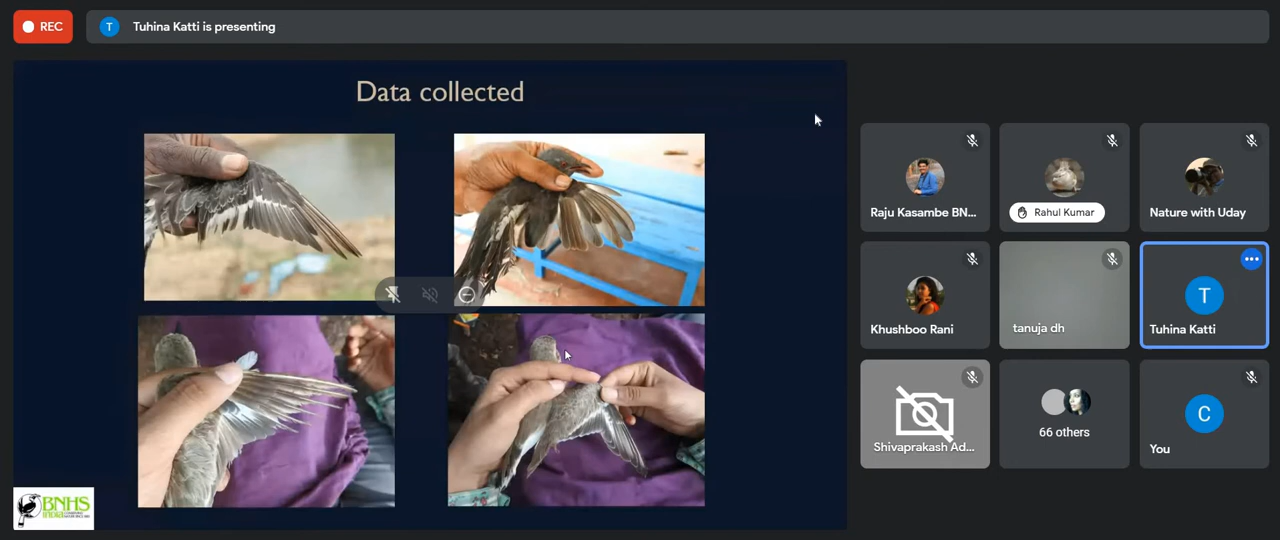 REC
T
Tuhina Katti is presenting
Data collected
Raju Kasambe BN...
Rahul Kumar
Nature with Uday
Khushboo Rani
tanuja dh
T
Tuhina Katti
Shivaprakash Ad...
66 others
C
You
BNHS
India